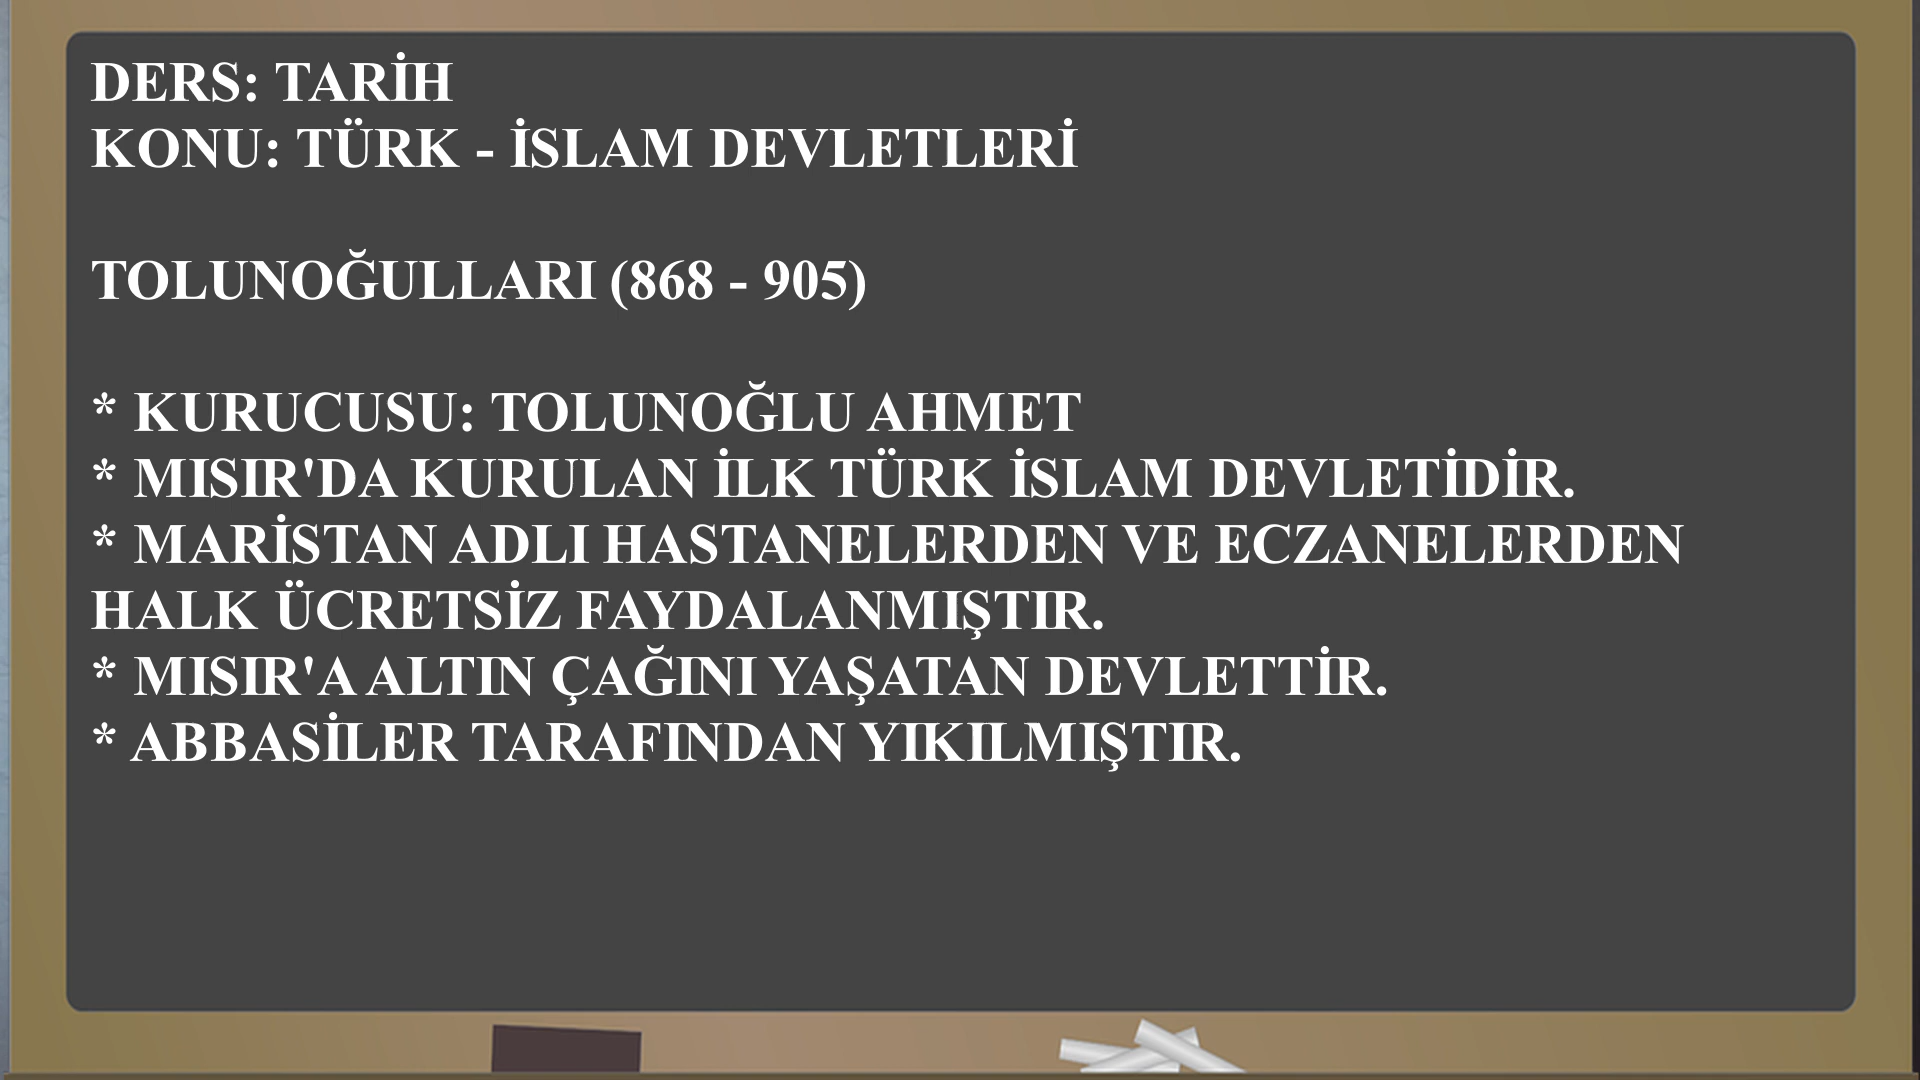 DERS: TARİH
KONU: TÜRK - İSLAM DEVLETLERİ
TOLUNOĞULLARI (868 - 905)
* KURUCUSU: TOLUNOĞLU AHMET
* MISIR'DA KURULAN İLK TÜRK İSLAM DEVLETİDİR.
* MARİSTAN ADLI HASTANELERDEN VE ECZANELERDEN
HALK ÜCRETSİZ FAYDALANMIŞTIR.
* MISIR'A ALTIN ÇAĞINI YAŞATAN DEVLETTİR.
* ABBASİLER TARAFINDAN YIKILMIŞTIR.